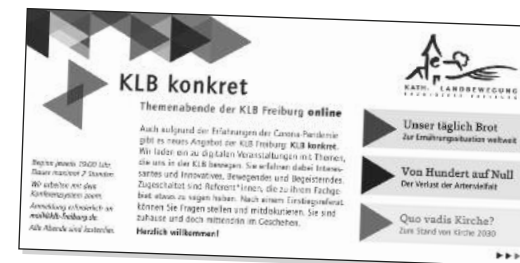 KLB konkret
Themenabende der KLB Freiburg online
Auch aufgrund der Erfahrungen der Corona-Pandemie
gibt es neues Angebot der KLB Freiburg: KLB konkret.
Wir laden ein zu digitalen Veranstaltungen mit Themen,
die uns in der KLB bewegen. Sie erfahren dabei Interes-
santes und Innovatives, Bewegendes und Begeisterndes.
Zugeschaltet sind Referent*innen, die zu ihrem Fachge-
biet etwas zu sagen haben. Nach einem Einstiegsreferat
können Sie Fragen stellen und mitdiskutieren. Sie sind
zuhause und doch mittendrin im Geschehen.
Herzlich willkommen!
Beginn jeweils 19:00 Uhr.
Dauer maximal 2 Stunden.
Wir arbeiten mit dem
Konferenzsystem zoom.
Anmeldung erforderlich an
mail@klb-freiburg.de.
Alle Abende sind kostenfrei.
KATH. LANDBEWEGUNG
Unser täglich Brot
Zur Ernährungssituation weltweit
Von Hundert auf Null
Der Verlust der Artenvielfalt
Quo vadis Kirche?
Zum Stand von Kirche 2030